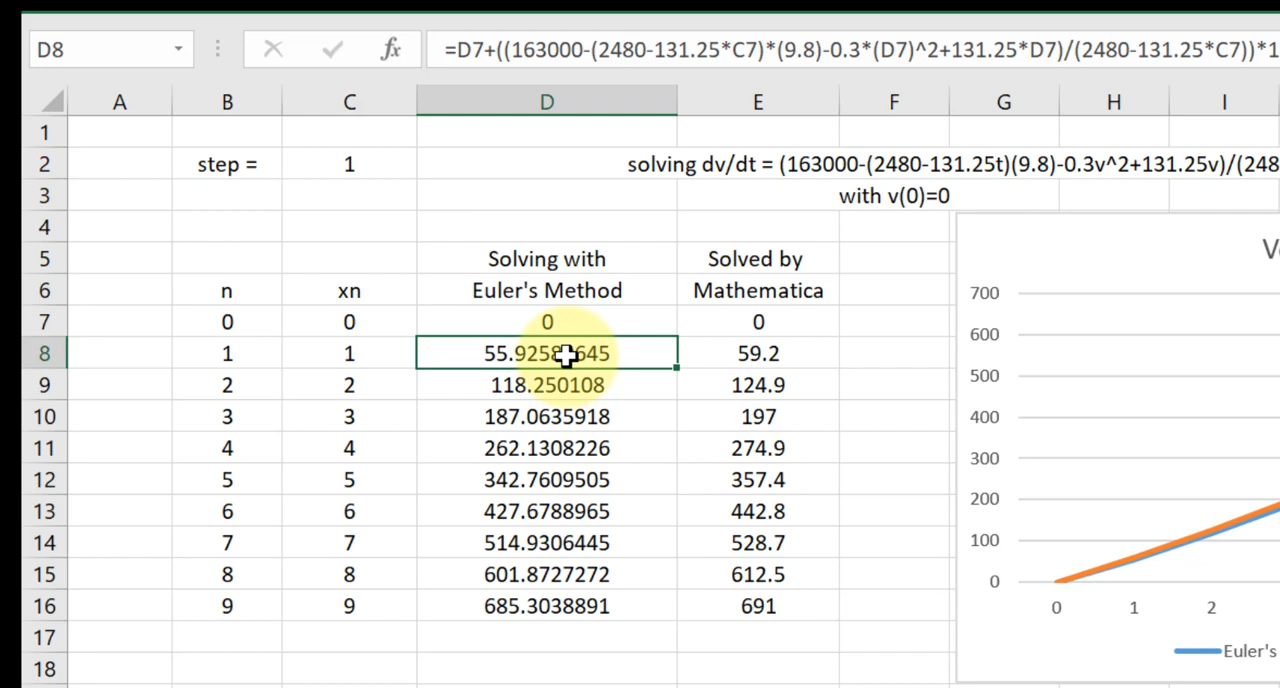 D8
fx
=D7+((163000-(2480-131.25*C7)*(9.8)-0.3*(D7)^2+131.25*D7)/(2480-131.25*C7))*1
A B C D E F G H I
1
2 step = 1 solving dv/dt = (163000-(2480-131.25t)(9.8)-0.3v^2+131.25v)/(248
3 with v(0)=0
4
5 Solving with Solved by
6 n xn Euler's Method Mathematica
7 0 0 0 0
8 1 1 59.2
9 2 2 118.250108 124.9
10 3 3 187.0635918 197
11 4 4 262.1308226 274.9
12 5 5 342.7609505 357.4
13 6 6 427.6788965 442.8
14 7 7 514.9306445 528.7
15 8 8 601.8727272 612.5
16 9 9 685.3038891 691
17
18
700
600
500
400
300
200
100
0
0 1 2
Euler's